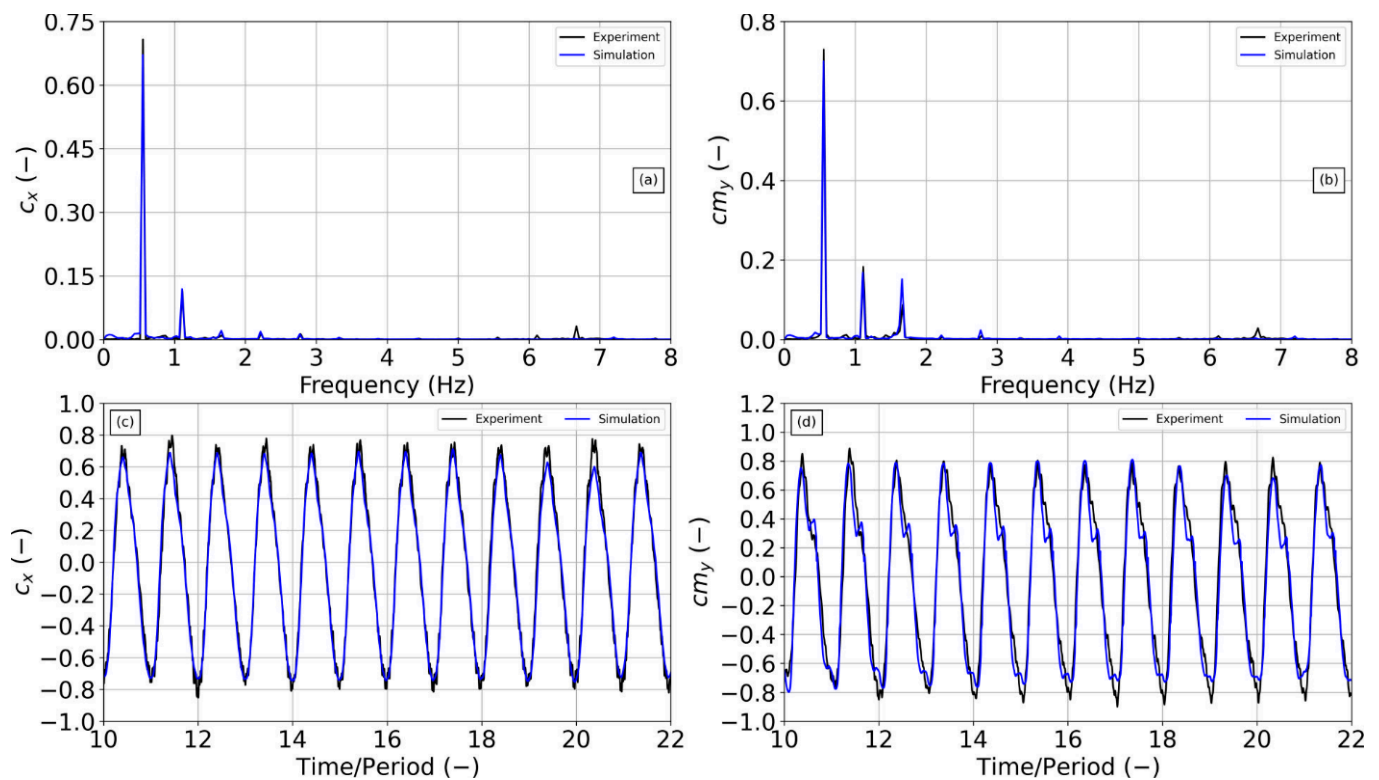 0.75
0.60
0.45
0.30
0.15
0.00
c_x (−)
Experiment
Simulation
(a)
0 1 2 3 4 5 6 7 8
Frequency (Hz)
0.8
0.6
0.4
0.2
0.0
cm_y (−)
Experiment
Simulation
(b)
0 1 2 3 4 5 6 7 8
Frequency (Hz)
1.0
0.8
0.6
0.4
0.2
0.0
−0.2
−0.4
−0.6
−0.8
−1.0
c_x (−)
(c)
Experiment Simulation
10 12 14 16 18 20 22
Time/Period (−)
1.2
1.0
0.8
0.6
0.4
0.2
0.0
−0.2
−0.4
−0.6
−0.8
−1.0
cm_y (−)
(d)
Experiment Simulation
10 12 14 16 18 20 22
Time/Period (−)